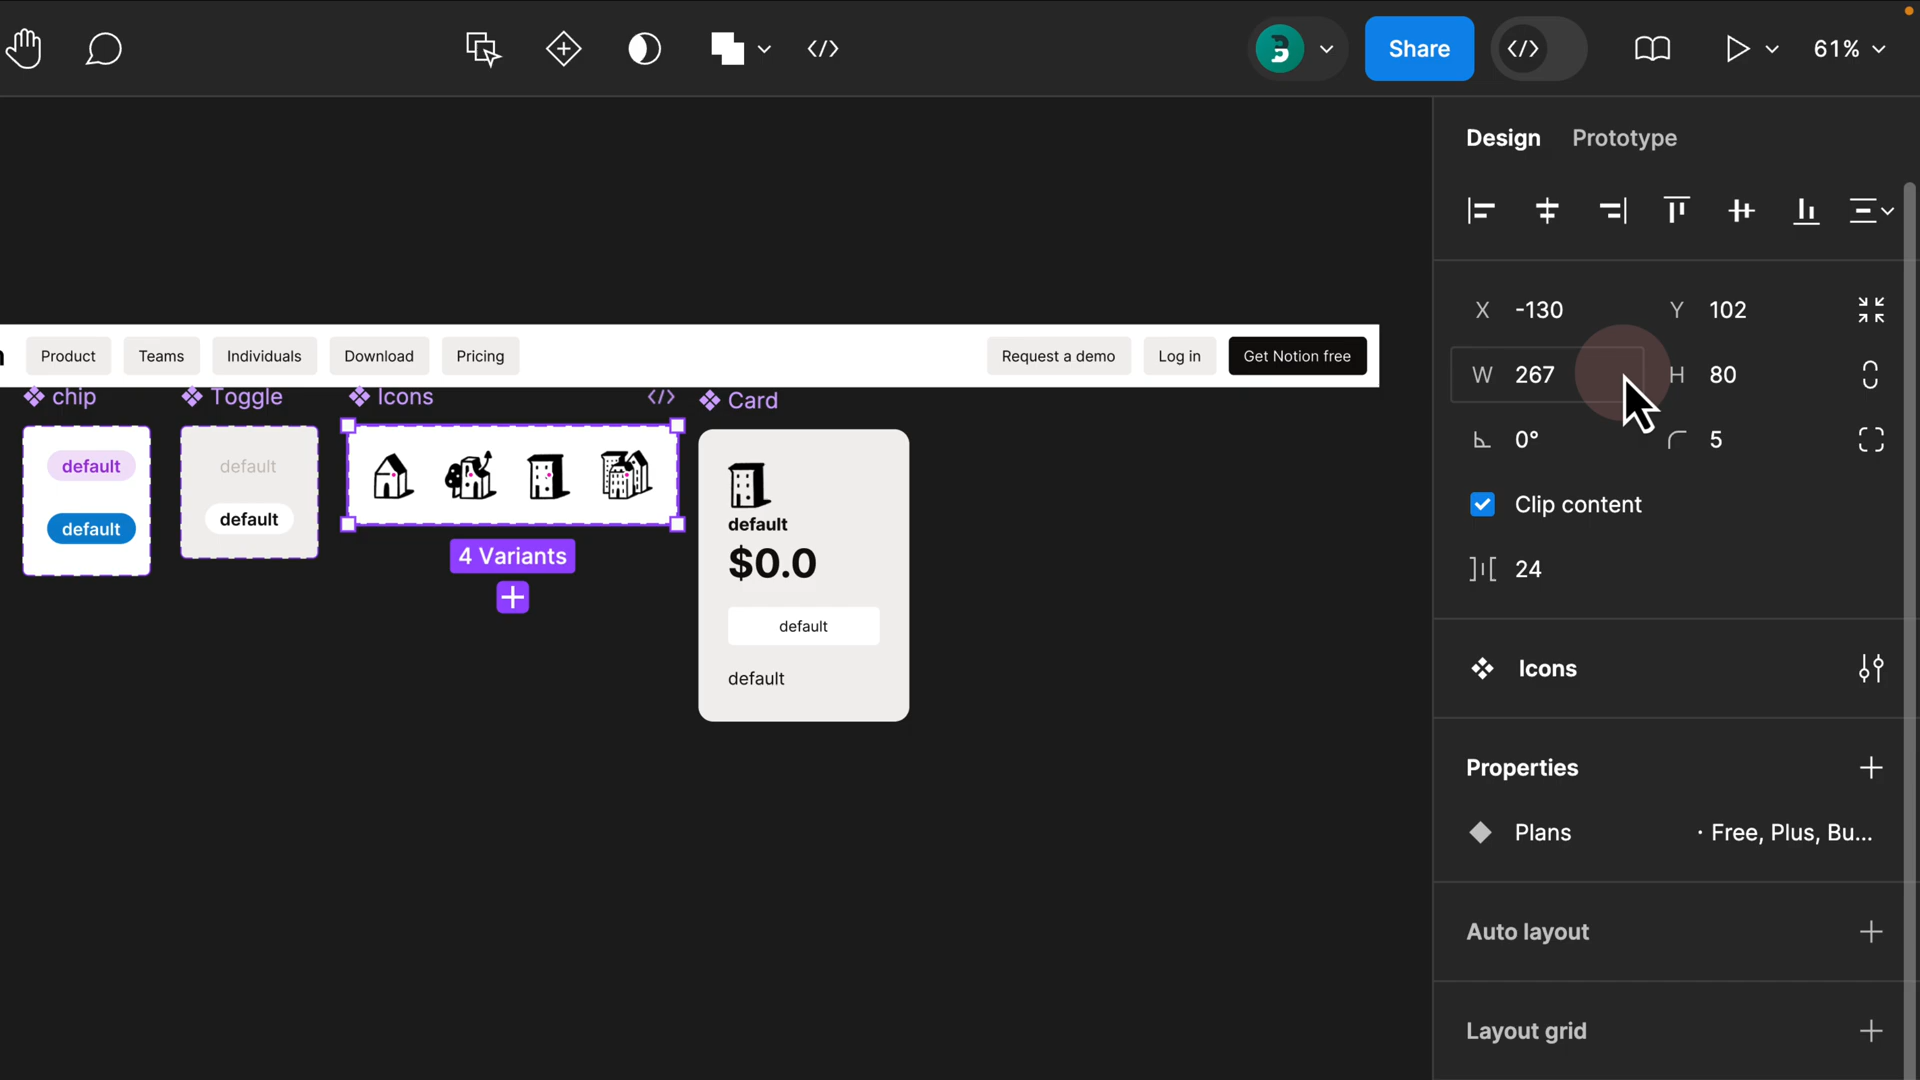 Share
61%
Design Prototype
X -130 Y 102
Product Teams Individuals Download Pricing Request a demo Log in Get Notion free
W 267 H 80
chip Toggle Icons </> Card
0° 5
default default
default default
Clip content
default
4 Variants
$0.0
24
default
default
Icons
Properties
Plans · Free, Plus, Bu...
Auto layout
Layout grid